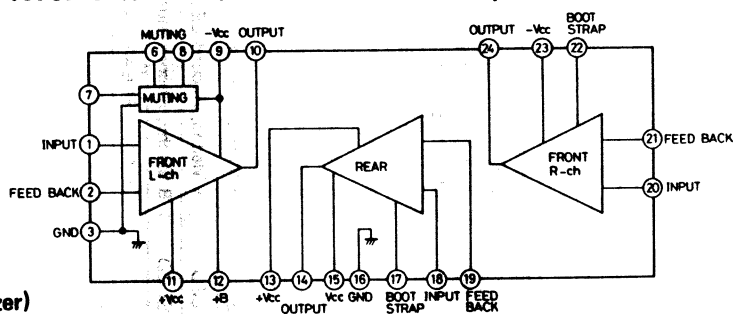 MUTING -Vcc OUTPUT OUTPUT -Vcc BOOT STRAP
6 8 9 10 24 23 22
7 MUTING
INPUT 1 21 FEED BACK
FRONT L-ch REAR FRONT R-ch
FEED BACK 2 20 INPUT
GND 3
11 12 13 14 15 16 17 18 19
zer) +Vcc +B +Vcc OUTPUT Vcc GND BOOT STRAP INPUT FEED BACK